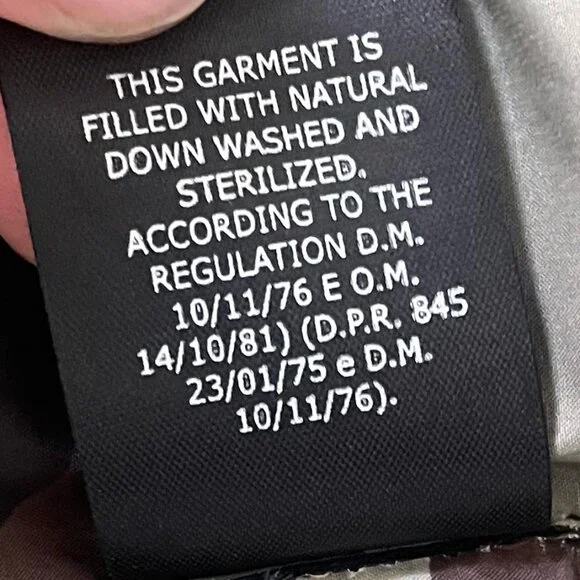 THIS GARMENT IS
FILLED WITH NATURAL
DOWN WASHED AND
STERILIZED.
ACCORDING TO THE
REGULATION D.M.
10/11/76 E O.M.
14/10/81) (D.P.R. 845
23/01/75 e D.M.
10/11/76).